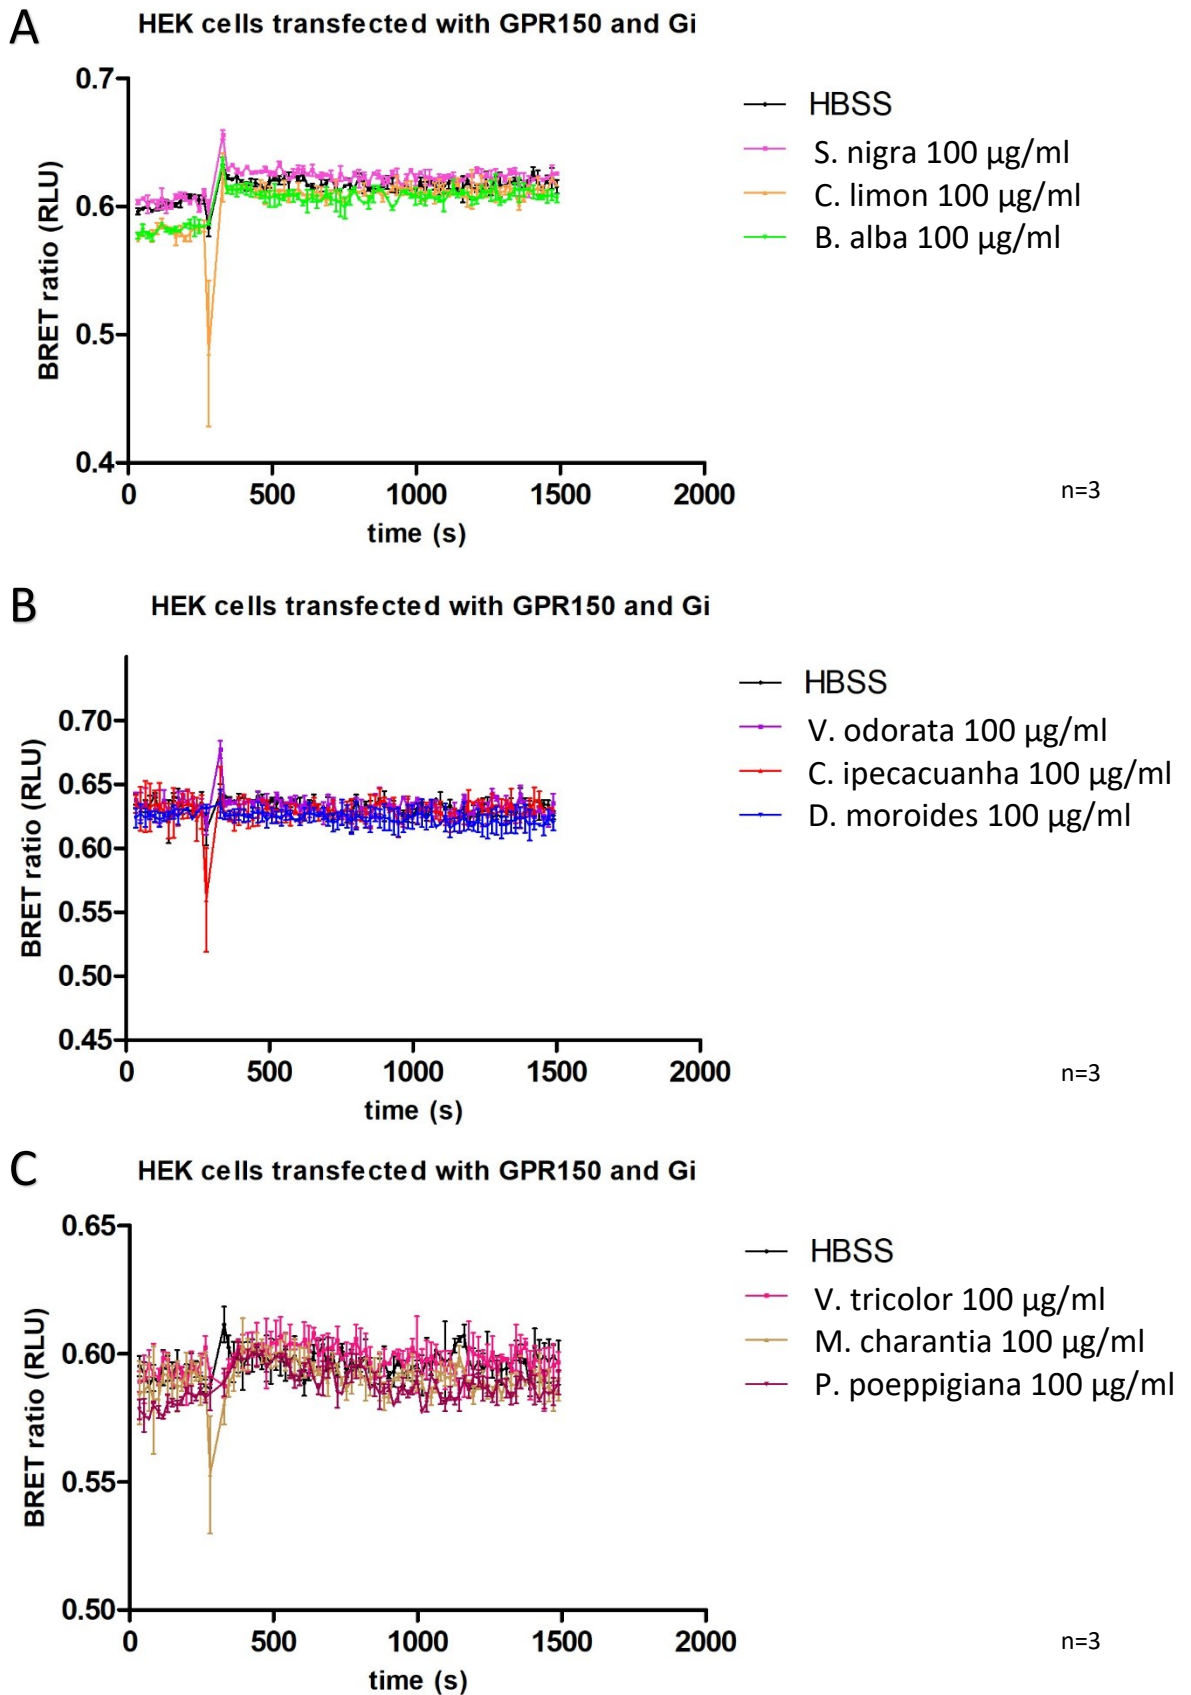 A
HEK cells transfected with GPR150 and Gi
BRET ratio (RLU)
0.7
0.6
0.5
0.4
0 500 1000 1500 2000
time (s)
HBSS
S. nigra 100 µg/ml
C. limon 100 µg/ml
B. alba 100 µg/ml
n=3
B
HEK cells transfected with GPR150 and Gi
BRET ratio (RLU)
0.70
0.65
0.60
0.55
0.50
0.45
0 500 1000 1500 2000
time (s)
HBSS
V. odorata 100 µg/ml
C. ipecacuanha 100 µg/ml
D. moroides 100 µg/ml
n=3
C
HEK cells transfected with GPR150 and Gi
BRET ratio (RLU)
0.65
0.60
0.55
0.50
0 500 1000 1500 2000
time (s)
HBSS
V. tricolor 100 µg/ml
M. charantia 100 µg/ml
P. poeppigiana 100 µg/ml
n=3